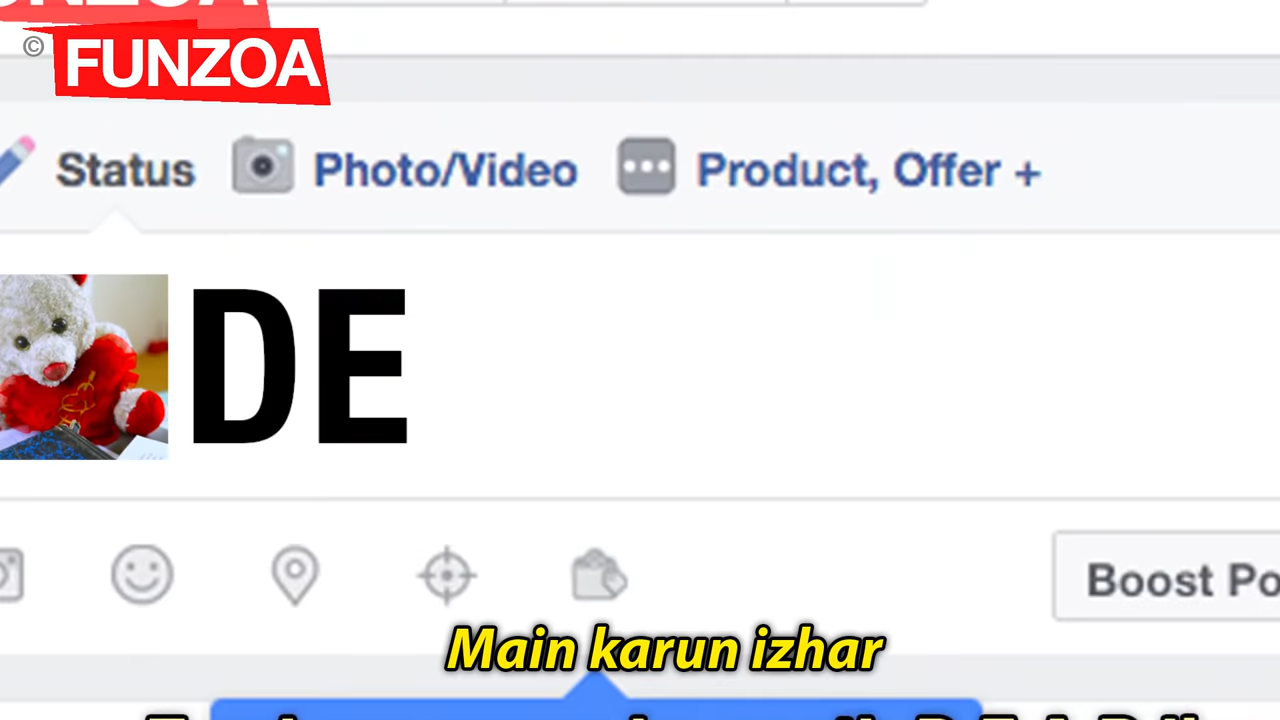 © FUNZOA
Status Photo/Video Product, Offer +
DE
Boost Po
Main karun izhar